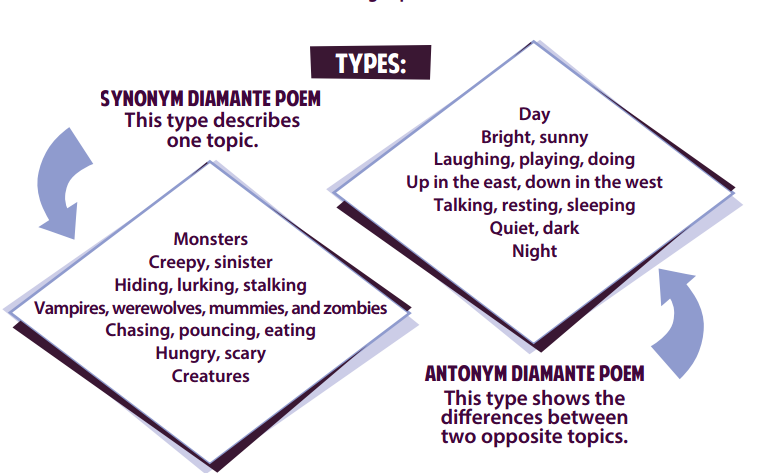 TYPES:
SYNONYM DIAMANTE POEM
This type describes
one topic.
Monsters
Creepy, sinister
Hiding, lurking, stalking
Vampires, werewolves, mummies, and zombies
Chasing, pouncing, eating
Hungry, scary
Creatures
Day
Bright, sunny
Laughing, playing, doing
Up in the east, down in the west
Talking, resting, sleeping
Quiet, dark
Night
ANTONYM DIAMANTE POEM
This type shows the
differences between
two opposite topics.